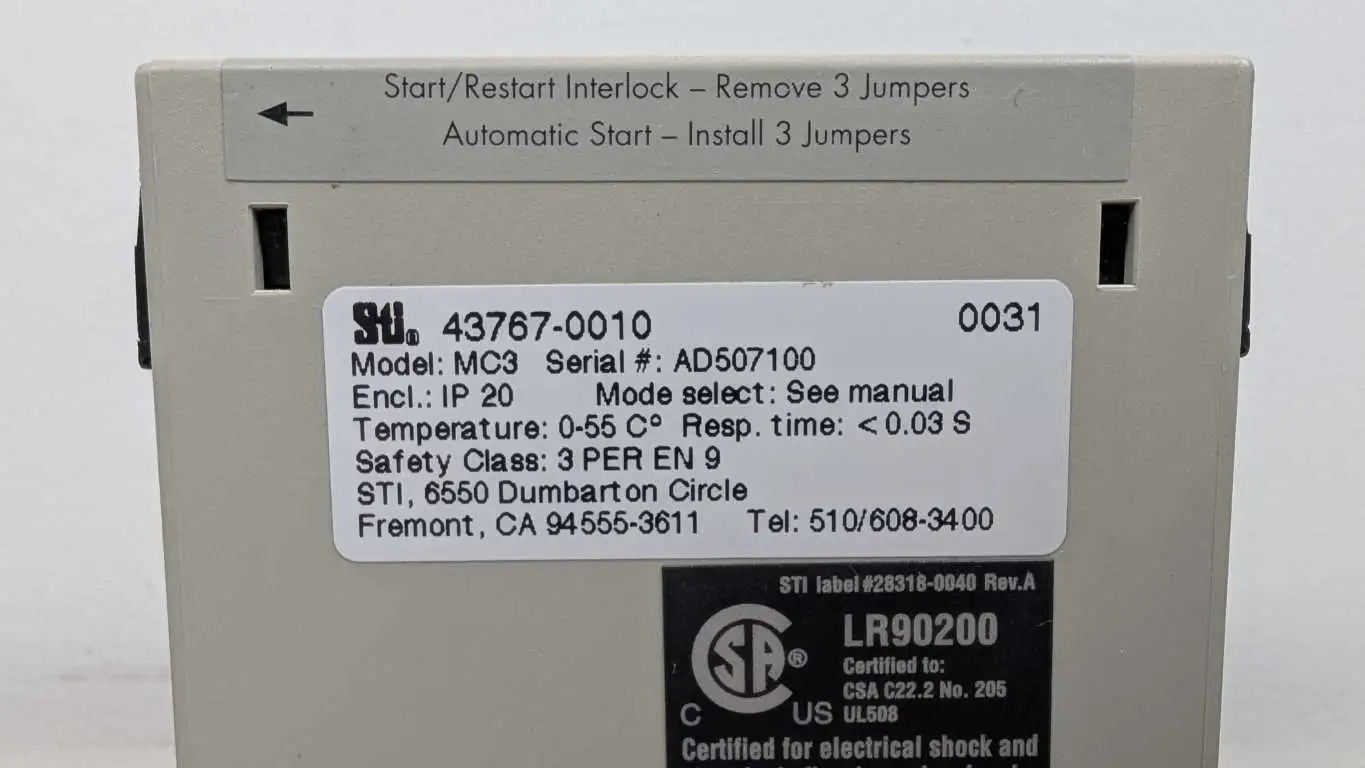 Start/Restart Interlock – Remove 3 Jumpers
Automatic Start – Install 3 Jumpers
Sti® 43767-0010 0031
Model: MC3 Serial #: AD507100
Encl.: IP 20 Mode select: See manual
Temperature: 0-55 C° Resp. time: < 0.03 S
Safety Class: 3 PER EN 9
STI, 6550 Dumbarton Circle
Fremont, CA 94555-3611 Tel: 510/608-3400
STI label #28318-0040 Rev.A
SA® LR90200
Certified to:
CSA C22.2 No. 205
C US UL508
Certified for electrical shock and